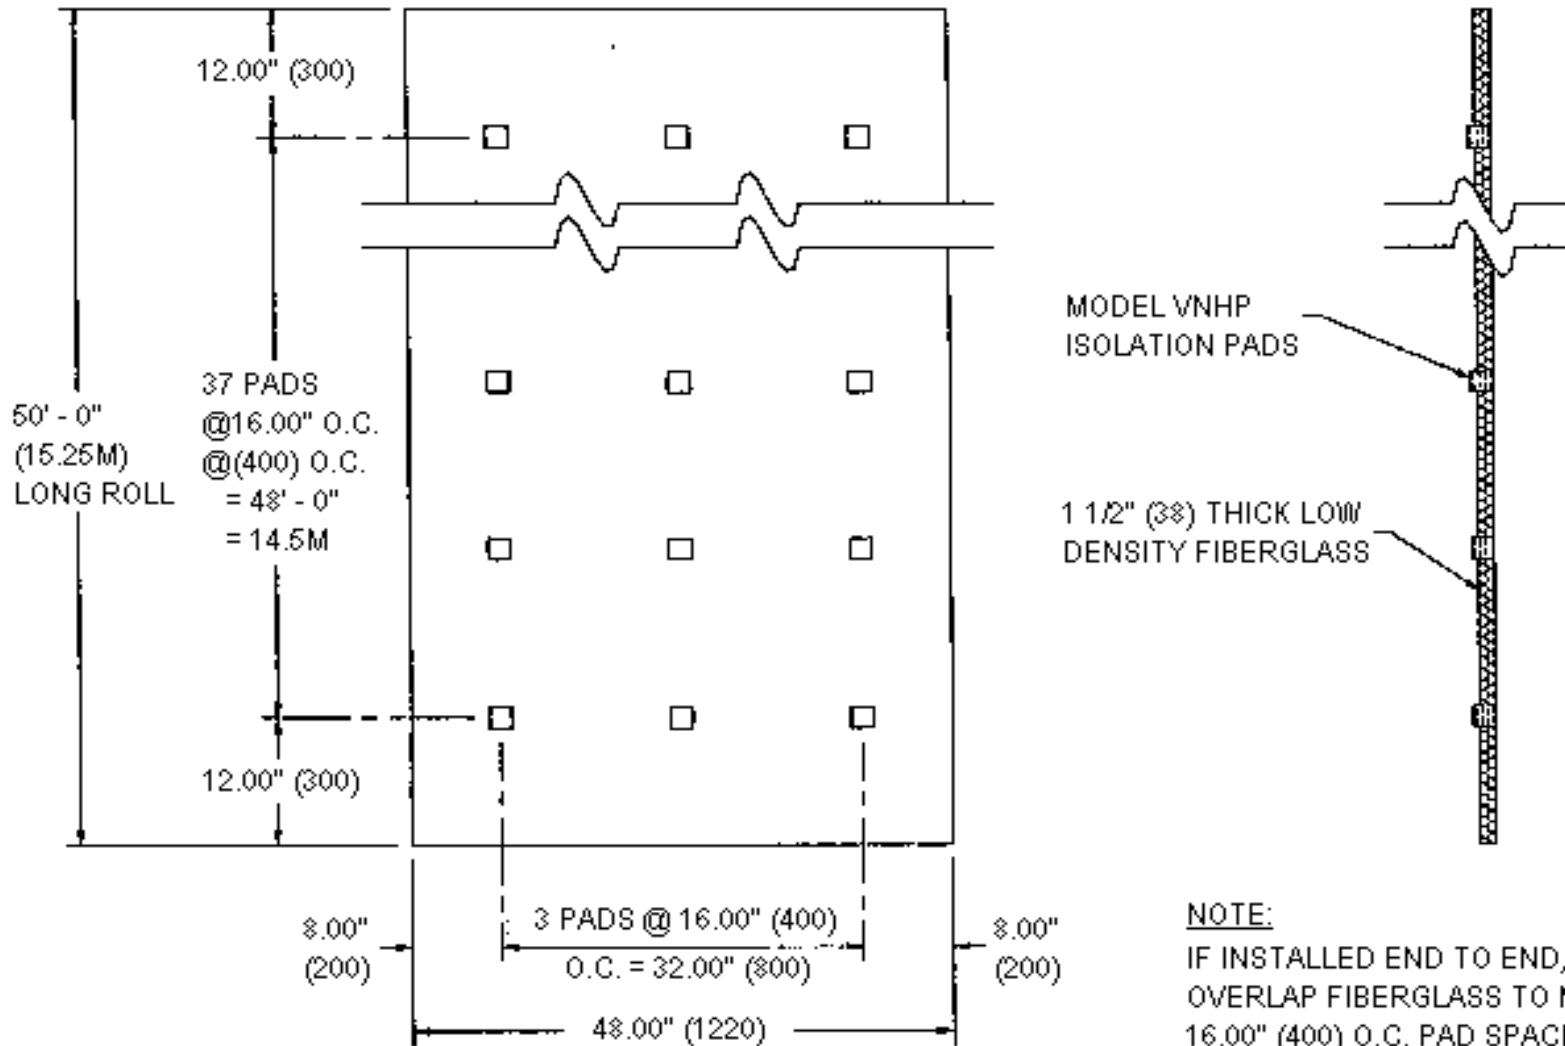 12.00" (300)
50' - 0"
(15.25M)
LONG ROLL
37 PADS
@16.00" O.C.
@(400) O.C.
= 48' - 0"
= 14.5M
12.00" (300)
MODEL VNHP
ISOLATION PADS
1 1/2" (38) THICK LOW
DENSITY FIBERGLASS
8.00"
(200)
3 PADS @ 16.00" (400)
O.C. = 32.00" (800)
8.00"
(200)
48.00" (1220)
NOTE:
IF INSTALLED END TO END,
OVERLAP FIBERGLASS TO
16.00" (400) O.C. PAD